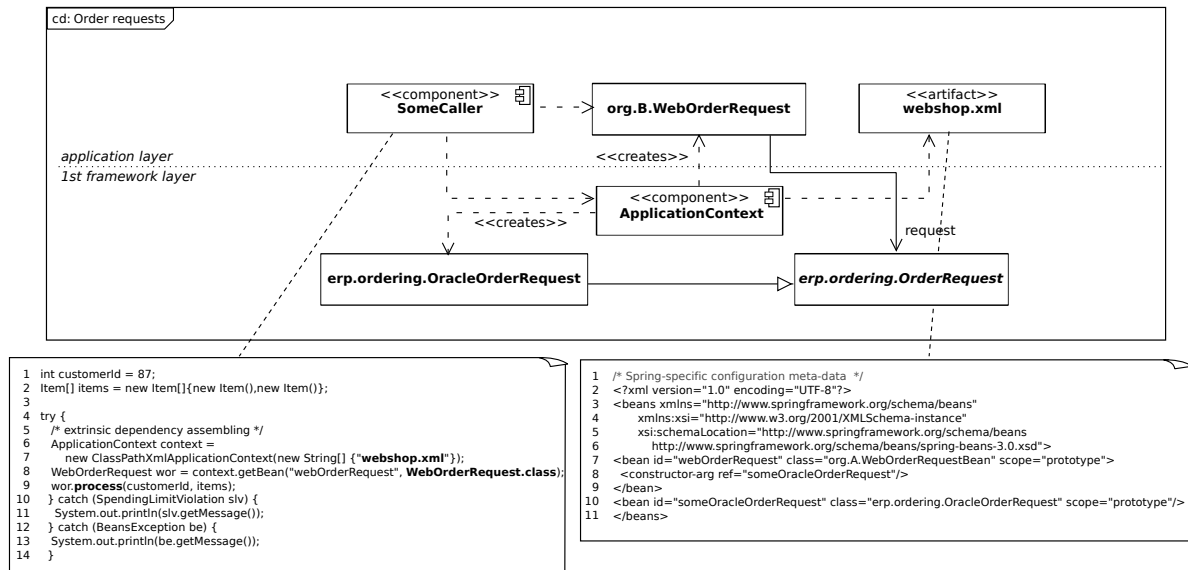 cd: Order requests
<<component>>
SomeCaller
org.B.WebOrderRequest
<<artifact>>
webshop.xml
application layer
<<creates>>
1st framework layer
<<component>>
ApplicationContext
<<creates>>
request
erp.ordering.OracleOrderRequest
erp.ordering.OrderRequest
1 int customerId = 87;
2 Item[] items = new Item[]{new Item(),new Item()};
3
4 try {
5 /* extrinsic dependency assembling */
6 ApplicationContext context =
7 new ClassPathXmlApplicationContext(new String[] {"webshop.xml"});
8 WebOrderRequest wor = context.getBean("webOrderRequest", WebOrderRequest.class);
9 wor.process(customerId, items);
10 } catch (SpendingLimitViolation slv) {
11 System.out.println(slv.getMessage());
12 } catch (BeansException be) {
13 System.out.println(be.getMessage());
14 }
1 /* Spring-specific configuration meta-data */
2 <?xml version="1.0" encoding="UTF-8"?>
3 <beans xmlns="http://www.springframework.org/schema/beans"
4 xmlns:xsi="http://www.w3.org/2001/XMLSchema-instance"
5 xsi:schemaLocation="http://www.springframework.org/schema/beans
6 http://www.springframework.org/schema/beans/spring-beans-3.0.xsd">
7 <bean id="webOrderRequest" class="org.A.WebOrderRequestBean" scope="prototype">
8 <constructor-arg ref="someOracleOrderRequest"/>
9 </bean>
10 <bean id="someOracleOrderRequest" class="erp.ordering.OracleOrderRequest" scope="prototype"/>
11 </beans>